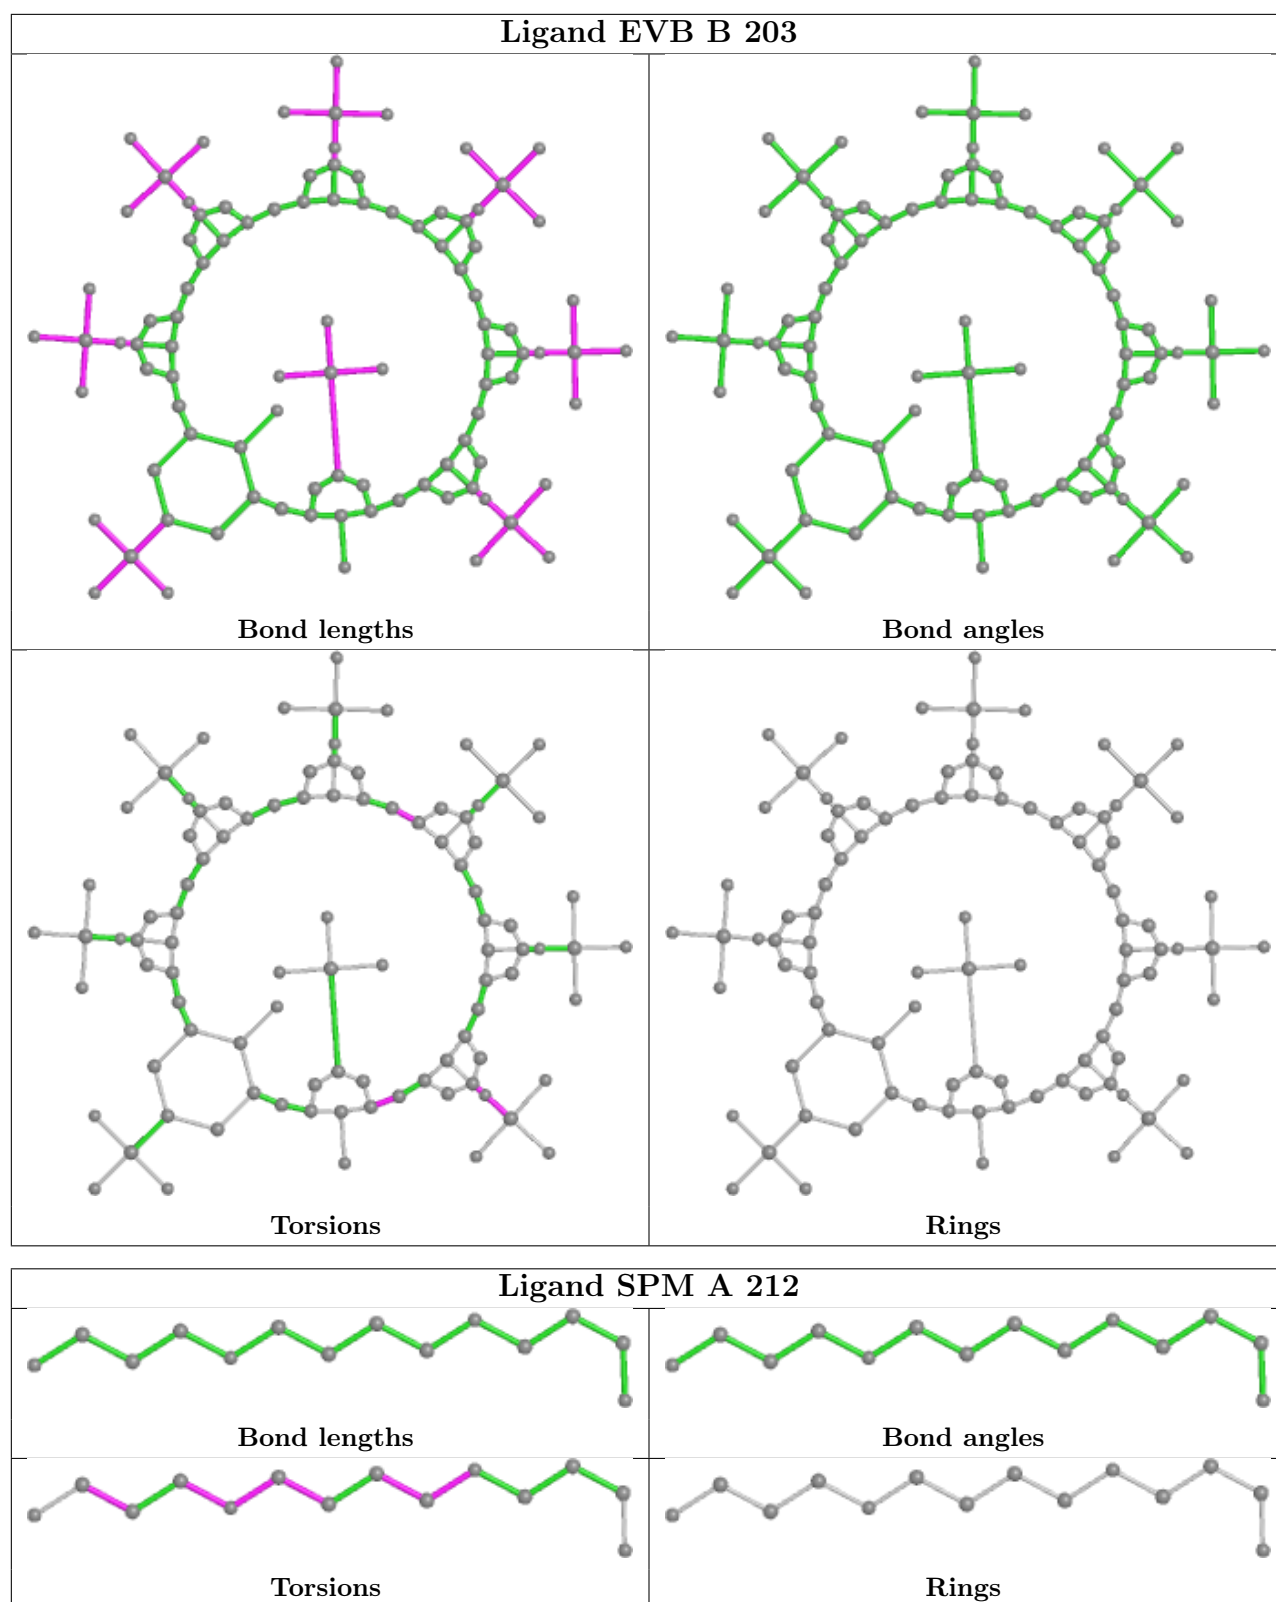 Ligand EVB B 203
Bond lengths
Bond angles
Torsions
Rings
Ligand SPM A 212
Bond lengths
Bond angles
Torsions
Rings